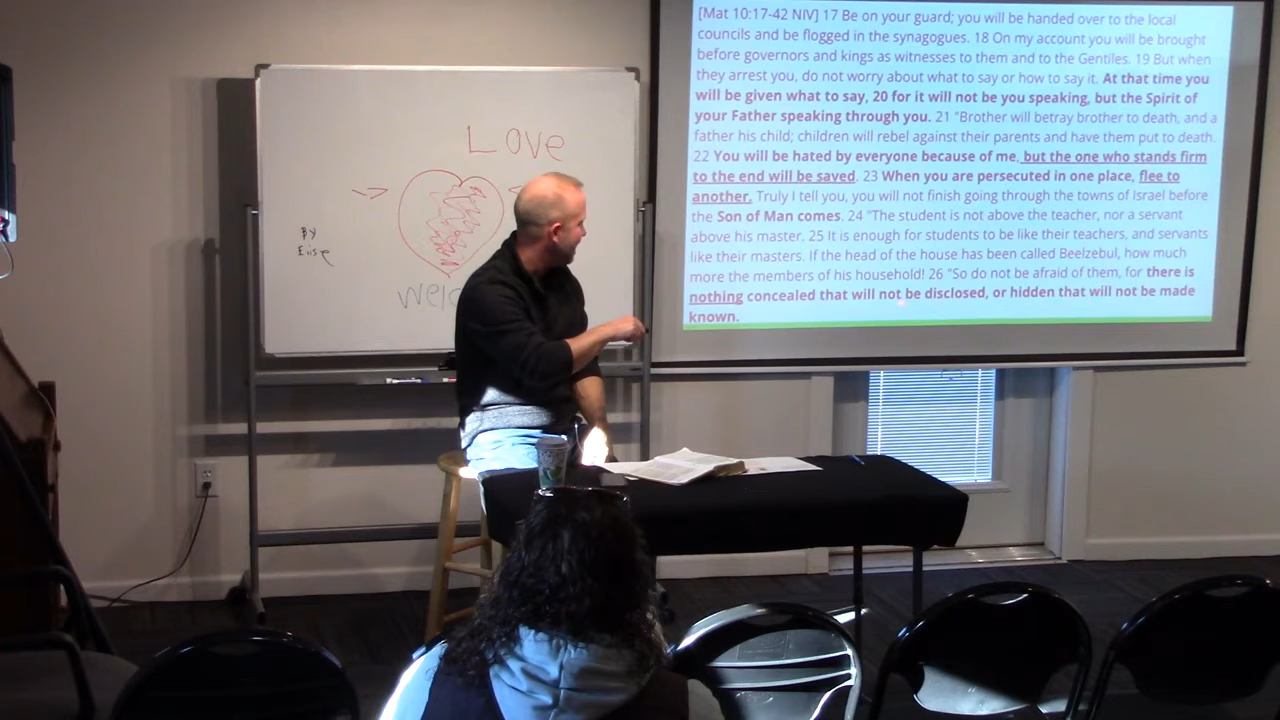 Love
By
Welc
[Mat 10:17-42 NIV] 17 Be on your guard; you will be handed over to the local
councils and be flogged in the synagogues. 18 On my account you will be brought
before governors and kings as witnesses to them and to the Gentiles. 19 But when
they arrest you, do not worry about what to say or how to say it. At that time you
will be given what to say, 20 for it will not be you speaking, but the Spirit of
your Father speaking through you. 21 "Brother will betray brother to death, and a
father his child; children will rebel against their parents and have them put to death.
22 You will be hated by everyone because of me, but the one who stands firm
to the end will be saved. 23 When you are persecuted in one place, flee to
another. Truly I tell you, you will not finish going through the towns of Israel before
the Son of Man comes. 24 "The student is not above the teacher, nor a servant
above his master. 25 It is enough for students to be like their teachers, and servants
like their masters. If the head of the house has been called Beelzebul, how much
more the members of his household! 26 "So do not be afraid of them, for there is
nothing concealed that will not be disclosed, or hidden that will not be made
known.